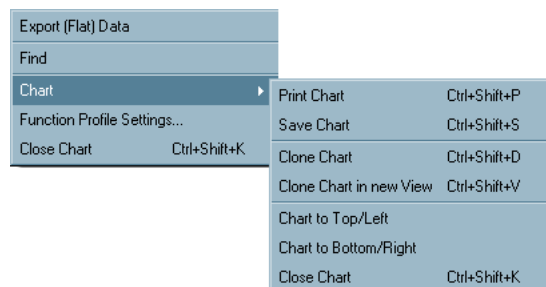 Export (Flat) Data
Find
Chart
Function Profile Settings...
Close Chart Ctrl+Shift+K
Print Chart Ctrl+Shift+P
Save Chart Ctrl+Shift+S
Clone Chart Ctrl+Shift+D
Clone Chart in new View Ctrl+Shift+V
Chart to Top/Left
Chart to Bottom/Right
Close Chart Ctrl+Shift+K